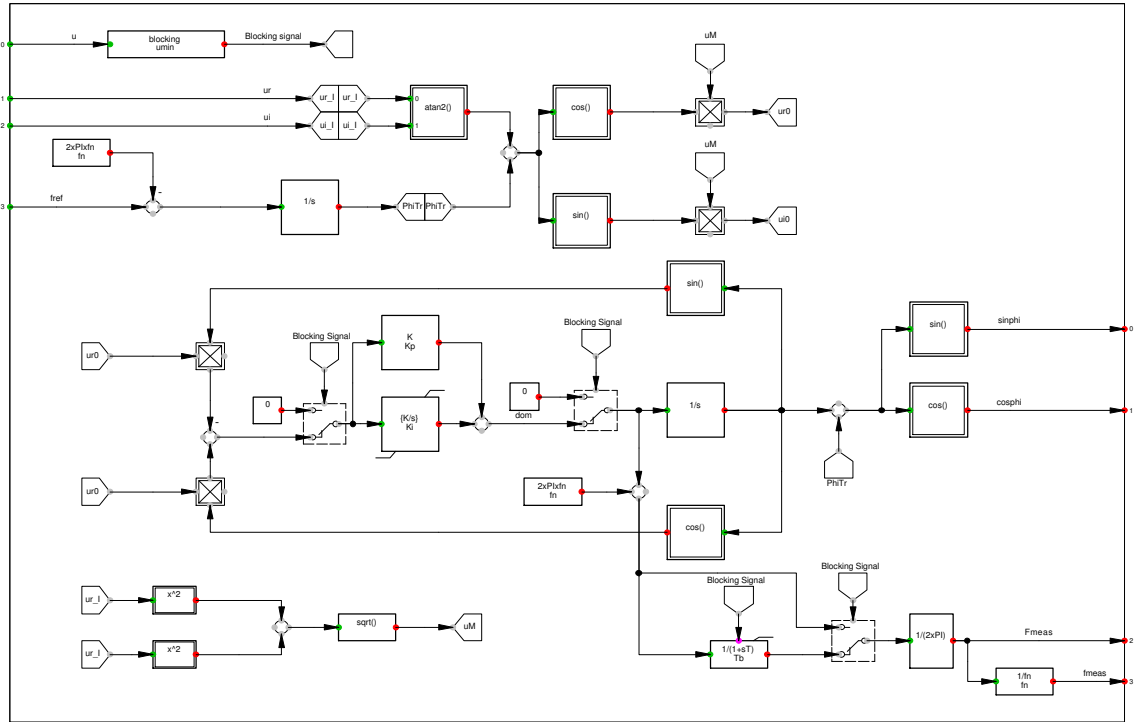 0
u
blocking
umin
Blocking signal
uM
1
ur
ur_I
ur_I
0
atan2()
cos()
ur0
2
ui
ui_I
ui_I
1
2xPIxfn
fn
-
uM
3
fref
1/s
PhiTr
PhiTr
sin()
ui0
sin()
Blocking Signal
K
Kp
Blocking Signal
sin()
sinphi
0
ur0
0
{K/s}
Ki
0
dom
1/s
cos()
cosphi
1
-
PhiTr
ur0
2xPIxfn
fn
cos()
Blocking Signal
Blocking Signal
ur_I
x^2
sqrt()
uM
1/(1+sT)
Tb
1/(2xPI)
Fmeas
2
ur_I
x^2
1/fn
fn
fmeas
3